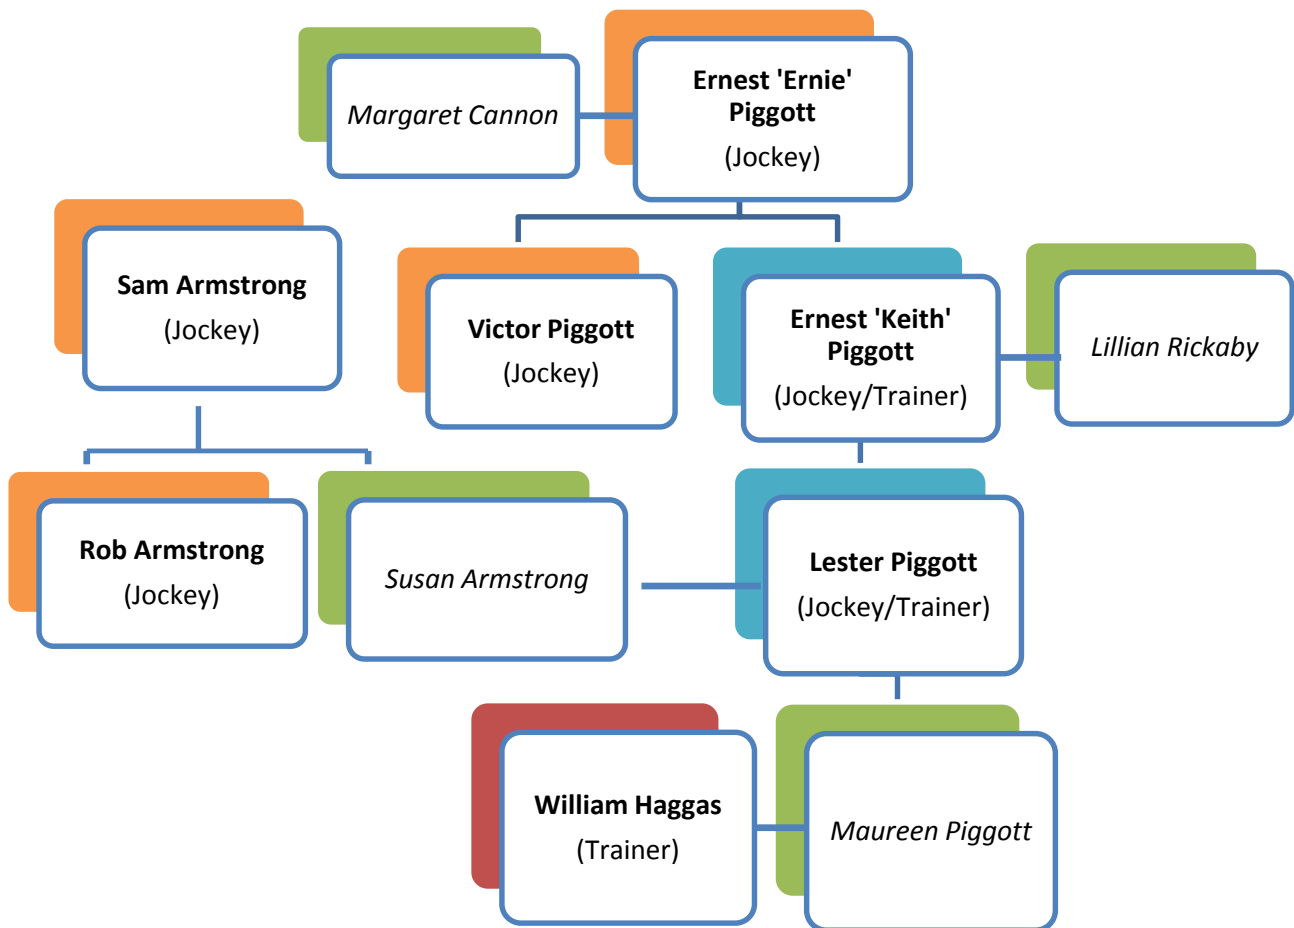 Margaret Cannon
Ernest 'Ernie'
Piggott
(Jockey)
Sam Armstrong
(Jockey)
Victor Piggott
(Jockey)
Ernest 'Keith'
Piggott
(Jockey/Trainer)
Lillian Rickaby
Rob Armstrong
(Jockey)
Susan Armstrong
Lester Piggott
(Jockey/Trainer)
William Haggas
(Trainer)
Maureen Piggott